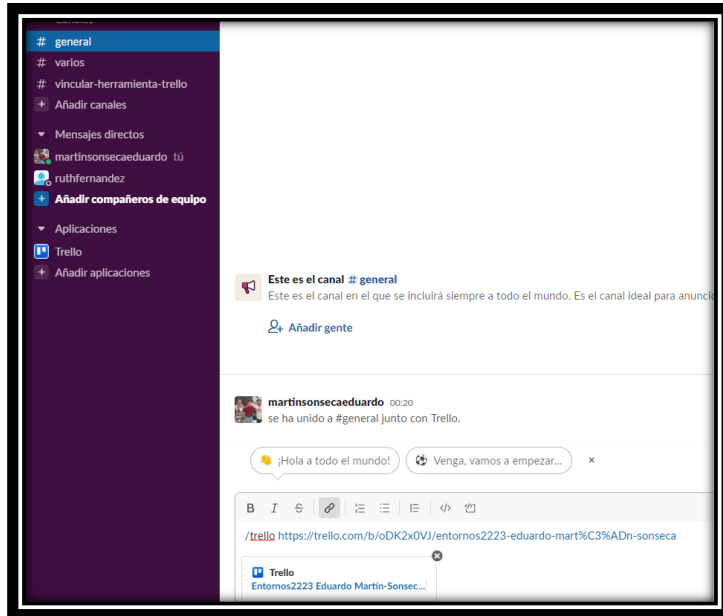 # general
# varios
# vincular-herramienta-trello
+ Añadir canales
Mensajes directos
martinsonsecaeduardo tú
ruthfernandez
+ Añadir compañeros de equipo
Aplicaciones
Trello
+ Añadir aplicaciones
Este es el canal # general
Este es el canal en el que se incluirá siempre a todo el mundo. Es el canal ideal para anuncio
Añadir gente
martinsonsecaeduardo 00:20
se ha unido a #general junto con Trello.
¡Hola a todo el mundo! Venga, vamos a empezar... ×
B I S
/trello https://trello.com/b/oDK2x0VJ/entornos2223-eduardo-mart%C3%ADn-sonseca
Trello
Entornos2223 Eduardo Martín-Sonsec...